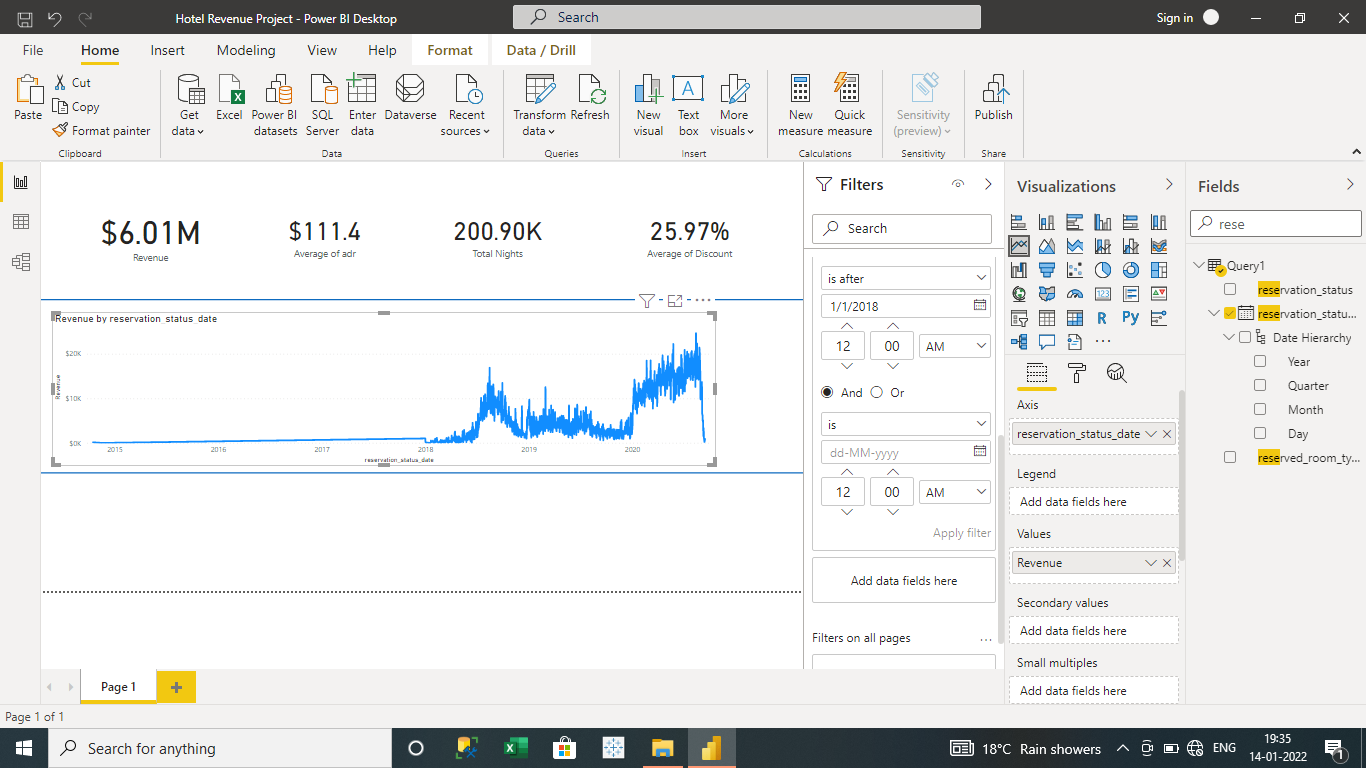 Hotel Revenue Project - Power BI Desktop
Search
Sign in
File
Home
Insert
Modeling
View
Help
Format
Data / Drill
Paste
Cut
Copy
Format painter
Clipboard
Get data
Excel
Power BI datasets
SQL Server
Enter data
Dataverse
Recent sources
Data
Transform data
Refresh
Queries
New visual
Text box
More visuals
Insert
New measure
Quick measure
Calculations
Sensitivity (preview)
Sensitivity
Publish
Share
$6.01M
Revenue
$111.4
Average of adr
200.90K
Total Nights
25.97%
Average of Discount
Revenue by reservation_status_date
Revenue
$20K
$10K
$0K
2015 2016 2017 2018 2019 2020
reservation_status_date
Filters
Search
is after
1/1/2018
12 00 AM
And Or
is
dd-MM-yyyy
12 00 AM
Apply filter
Add data fields here
Filters on all pages
...
Visualizations
123
R
Py
...
Axis
reservation_status_date
Legend
Add data fields here
Values
Revenue
Secondary values
Add data fields here
Small multiples
Add data fields here
Fields
rese
Query1
reservation_status
reservation_statu...
Date Hierarchy
Year
Quarter
Month
Day
reserved_room_ty...
Page 1
Page 1 of 1
Search for anything
18°C Rain showers
ENG
19:35
14-01-2022
1